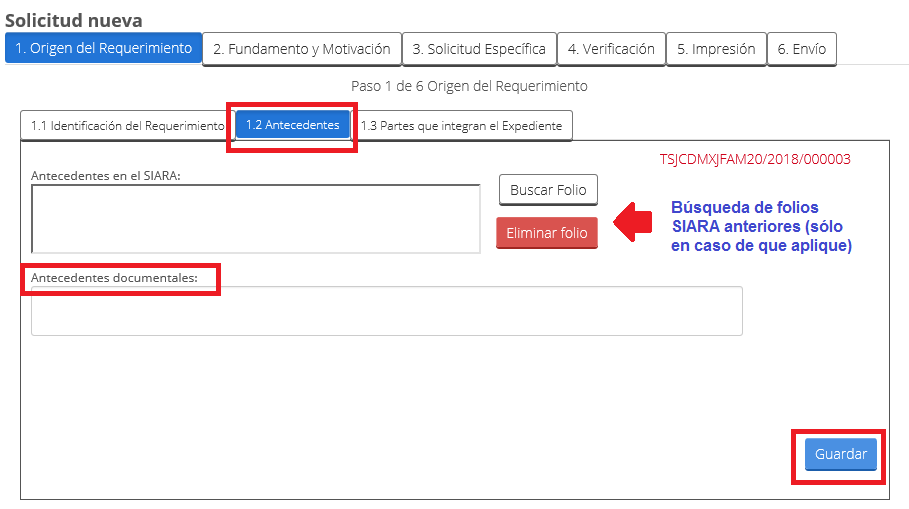 Solicitud nueva
1. Origen del Requerimiento
2. Fundamento y Motivación
3. Solicitud Específica
4. Verificación
5. Impresión
6. Envío
Paso 1 de 6 Origen del Requerimiento
1.1 Identificación del Requerimiento
1.2 Antecedentes
1.3 Partes que integran el Expediente
TSJCDMXJFAM20/2018/000003
Antecedentes en el SIARA:
Buscar Folio
Eliminar folio
Búsqueda de folios
SIARA anteriores (sólo
en caso de que aplique)
Antecedentes documentales:
Guardar